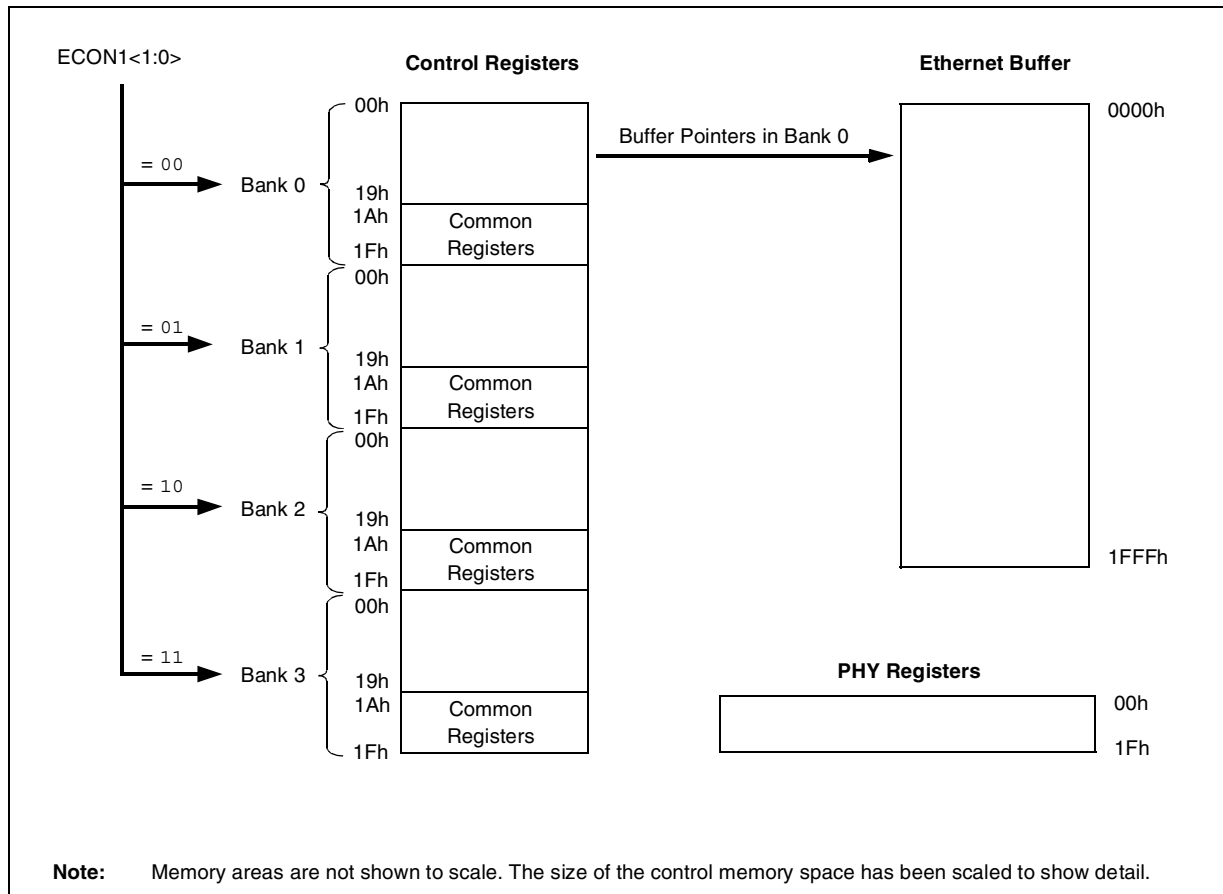 ECON1<1:0>
Control Registers
Ethernet Buffer
00h
0000h
Buffer Pointers in Bank 0
= 00
Bank 0
19h
1Ah
Common
Registers
1Fh
00h
= 01
Bank 1
19h
1Ah
Common
Registers
1Fh
00h
= 10
Bank 2
19h
1Ah
Common
Registers
1Fh
00h
1FFFh
= 11
Bank 3
19h
1Ah
Common
Registers
1Fh
PHY Registers
00h
1Fh
Note: Memory areas are not shown to scale. The size of the control memory space has been scaled to show detail.